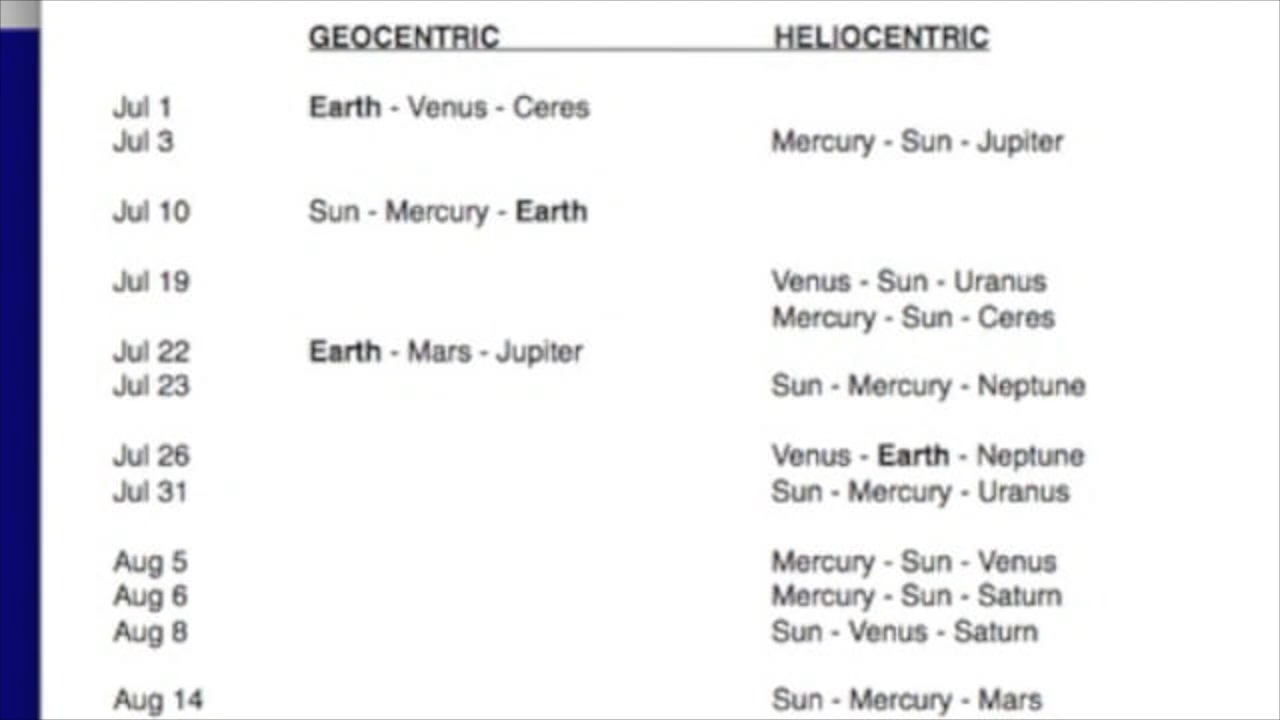 GEOCENTRIC HELIOCENTRIC
Jul 1 Earth - Venus - Ceres
Jul 3 Mercury - Sun - Jupiter
Jul 10 Sun - Mercury - Earth
Jul 19 Venus - Sun - Uranus
Mercury - Sun - Ceres
Jul 22 Earth - Mars - Jupiter
Jul 23 Sun - Mercury - Neptune
Jul 26 Venus - Earth - Neptune
Jul 31 Sun - Mercury - Uranus
Aug 5 Mercury - Sun - Venus
Aug 6 Mercury - Sun - Saturn
Aug 8 Sun - Venus - Saturn
Aug 14 Sun - Mercury - Mars